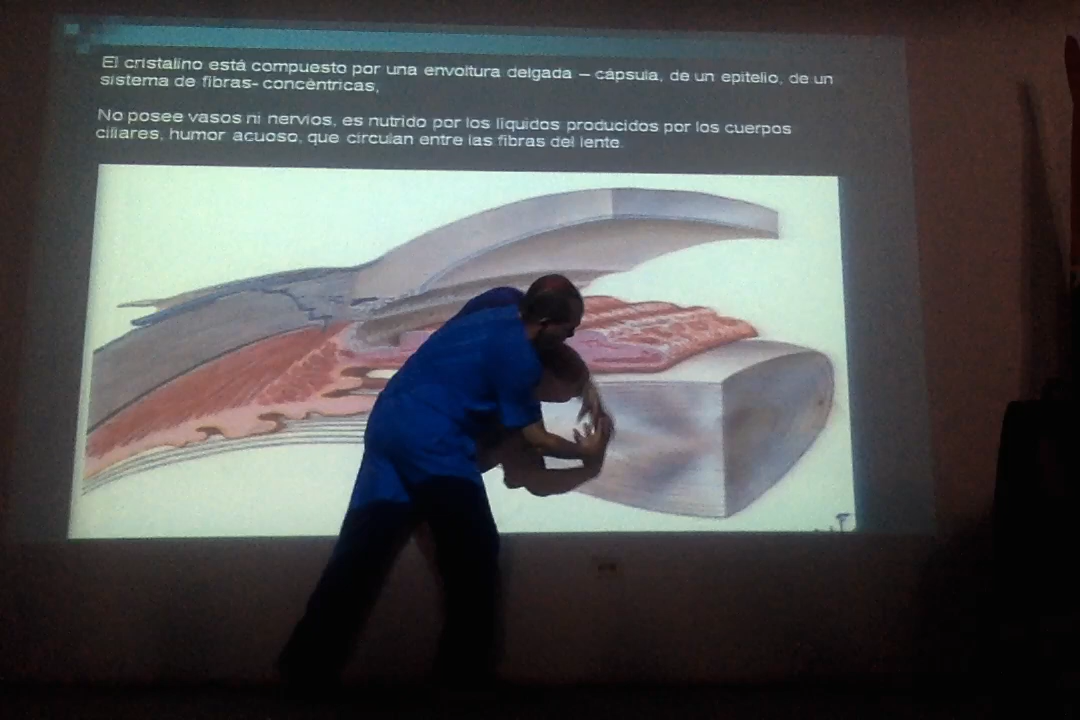 El cristalino está compuesto por una envoltura delgada – cápsula, de un epitelio, de un
sistema de fibras- concèntricas,
No posee vasos ni nervios, es nutrido por los lìquidos producidos por los cuerpos
ciliares, humor acuoso, que circulan entre las fibras del lente.